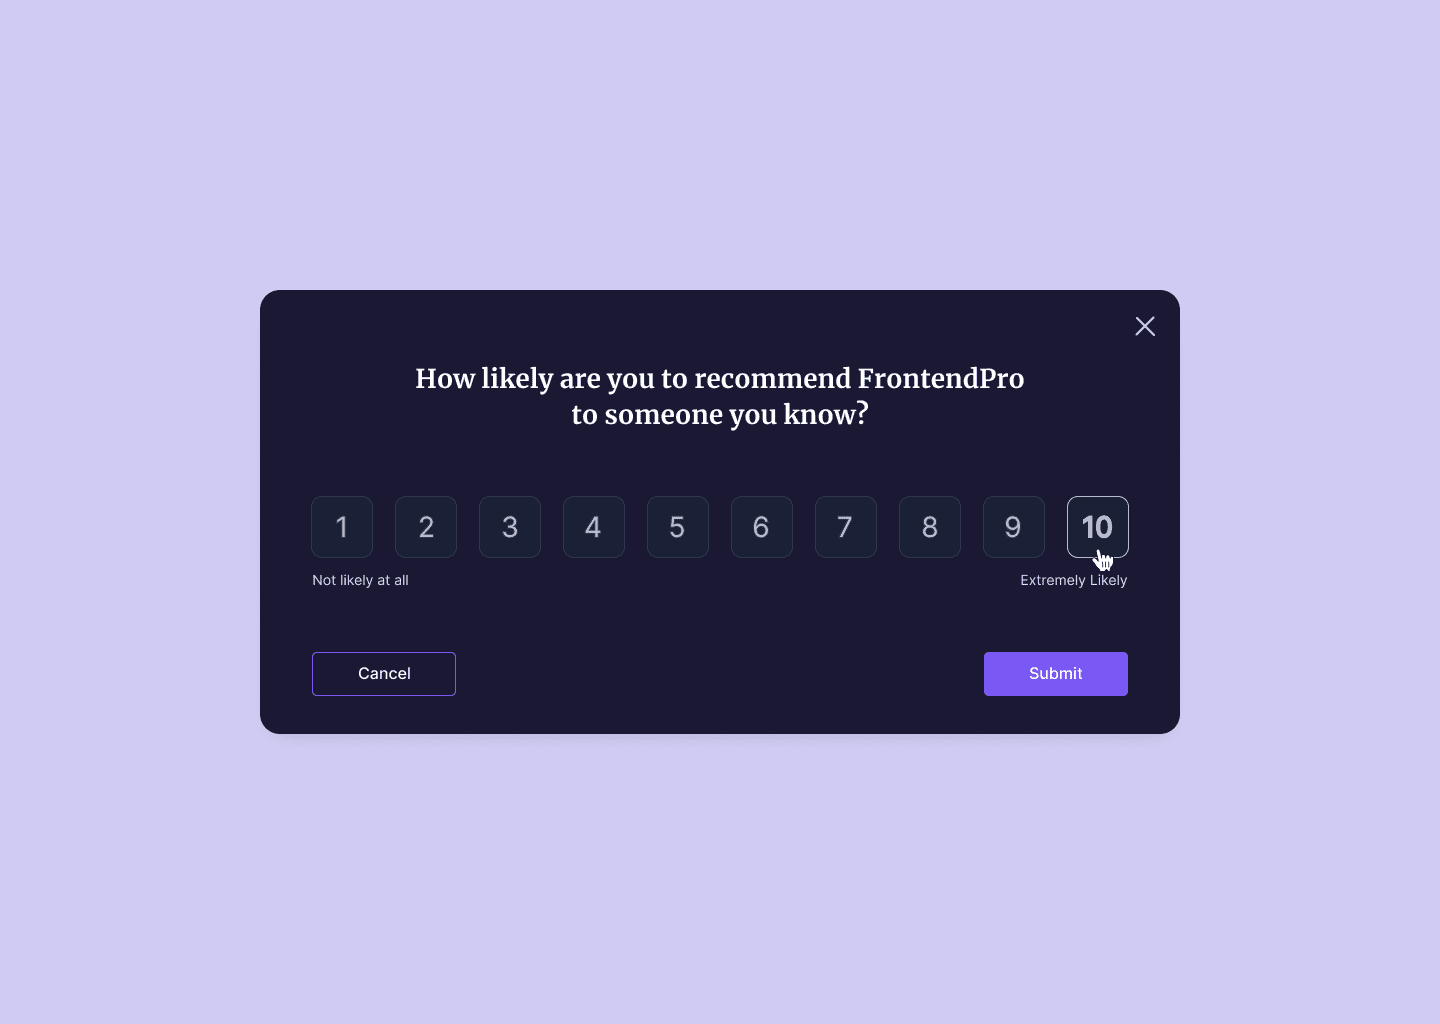 How likely are you to recommend FrontendPro
to someone you know?
1 2 3 4 5 6 7 8 9 10
Not likely at all Extremely Likely
Cancel Submit